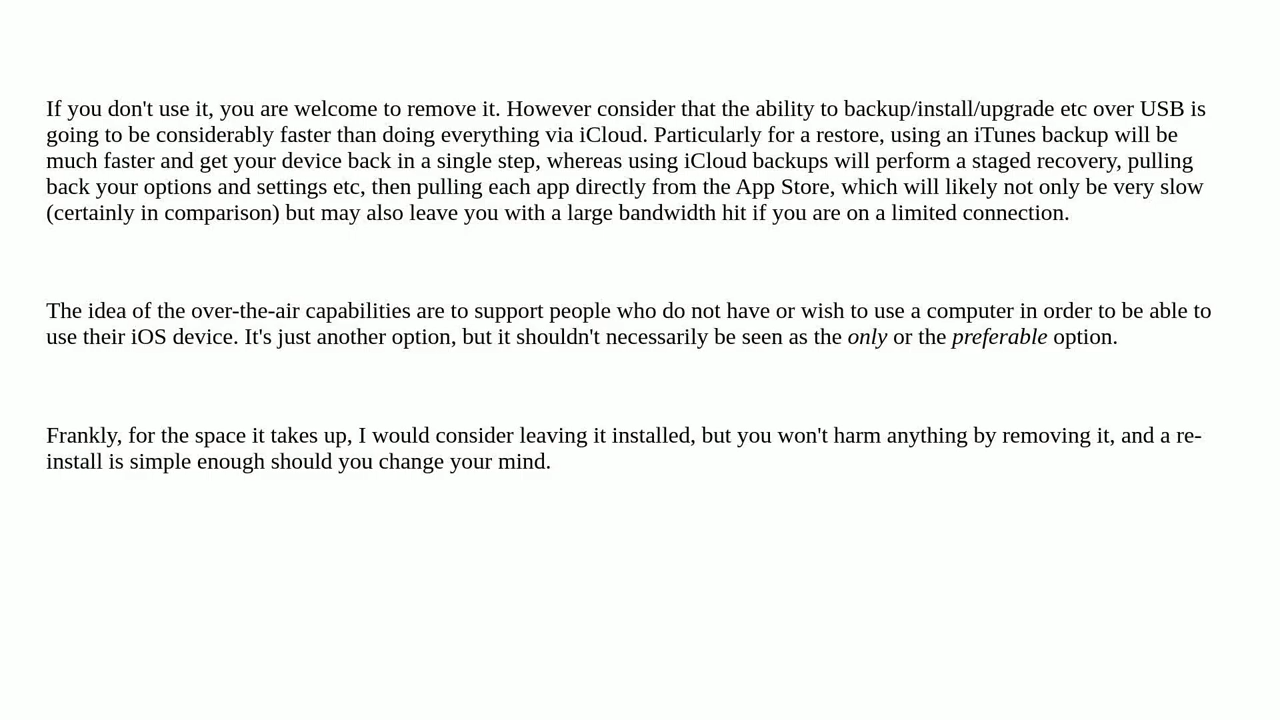 If you don't use it, you are welcome to remove it. However consider that the ability to backup/install/upgrade etc over USB is
going to be considerably faster than doing everything via iCloud. Particularly for a restore, using an iTunes backup will be
much faster and get your device back in a single step, whereas using iCloud backups will perform a staged recovery, pulling
back your options and settings etc, then pulling each app directly from the App Store, which will likely not only be very slow
(certainly in comparison) but may also leave you with a large bandwidth hit if you are on a limited connection.
The idea of the over-the-air capabilities are to support people who do not have or wish to use a computer in order to be able to
use their iOS device. It's just another option, but it shouldn't necessarily be seen as the only or the preferable option.
Frankly, for the space it takes up, I would consider leaving it installed, but you won't harm anything by removing it, and a re-
install is simple enough should you change your mind.